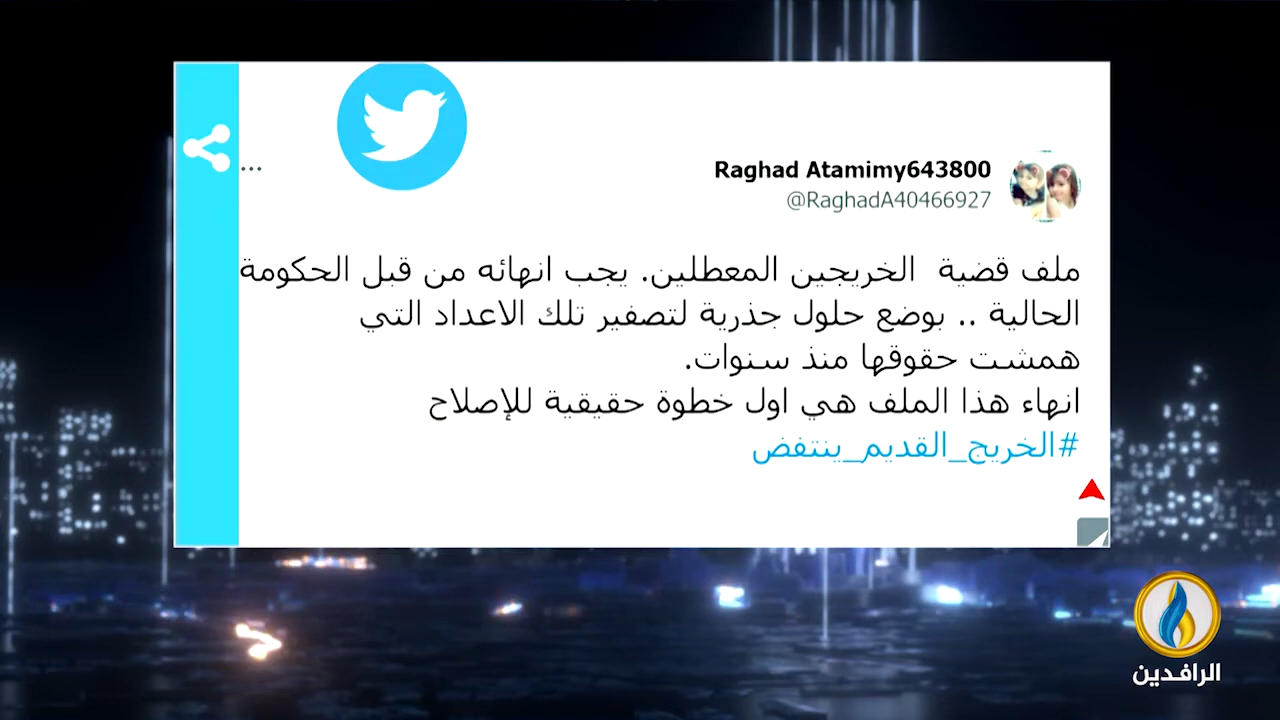 ...
Raghad Atamimy643800
@RaghadA40466927
ملف قضية الخريجين المعطلين. يجب انهائه من قبل الحكومة
الحالية .. بوضع حلول جذرية لتصفير تلك الاعداد التي
همشت حقوقها منذ سنوات.
انهاء هذا الملف هي اول خطوة حقيقية للإصلاح
#الخريج_القديم_ينتفض
الرافدين